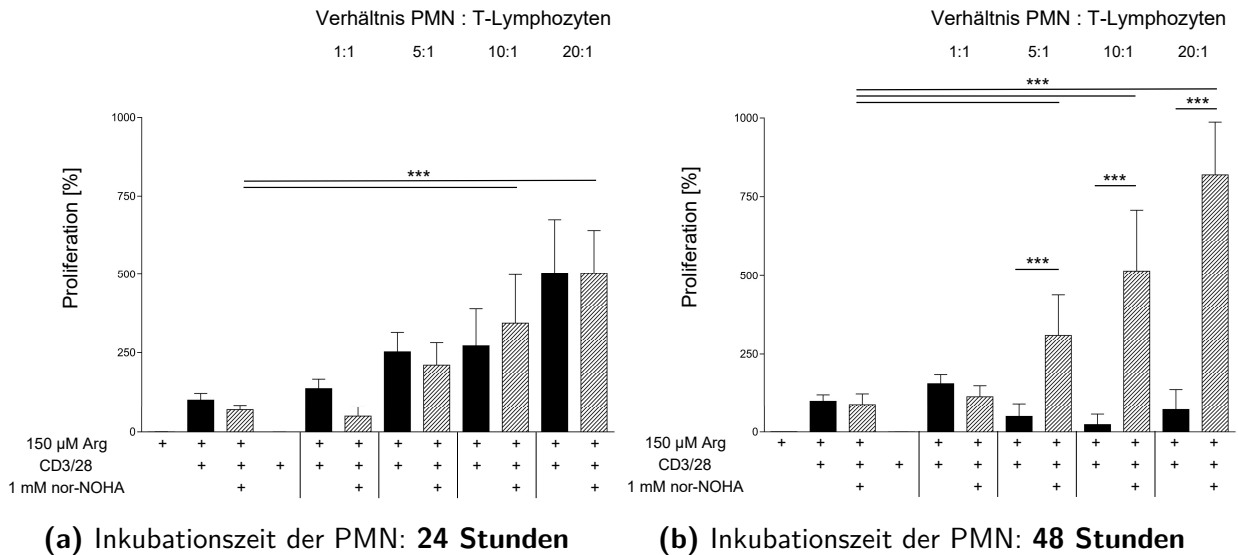 Verhältnis PMN : T-Lymphozyten
1:1 5:1 10:1 20:1
***
1000
750
500
250
0
Proliferation [%]
150 µM Arg + + + + + + + + + + +
CD3/28 + + + + + + + + + + +
1 mM nor-NOHA + + + + +
(a) Inkubationszeit der PMN: 24 Stunden
Verhältnis PMN : T-Lymphozyten
1:1 5:1 10:1 20:1
***
***
***
***
1000
750
500
250
0
Proliferation [%]
150 µM Arg + + + + + + + + + + +
CD3/28 + + + + + + + + + + +
1 mM nor-NOHA + + + + +
(b) Inkubationszeit der PMN: 48 Stunden